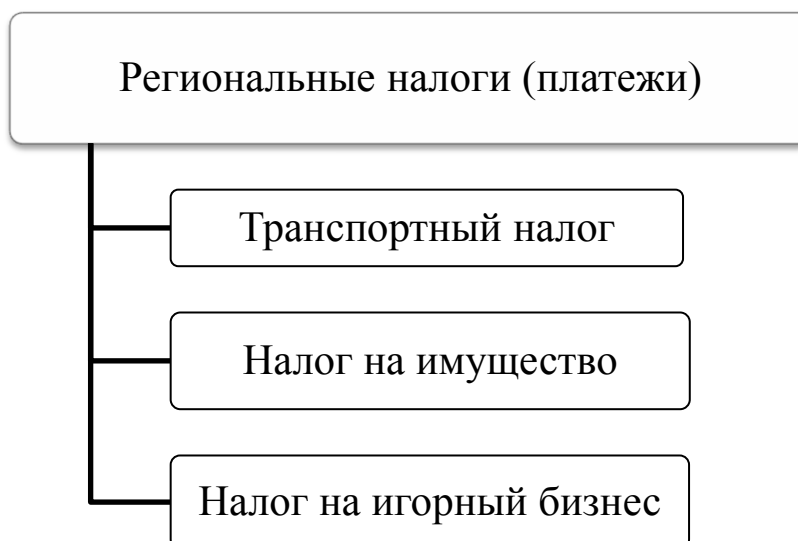 Региональные налоги (платежи)
Транспортный налог
Налог на имущество
Налог на игорный бизнес